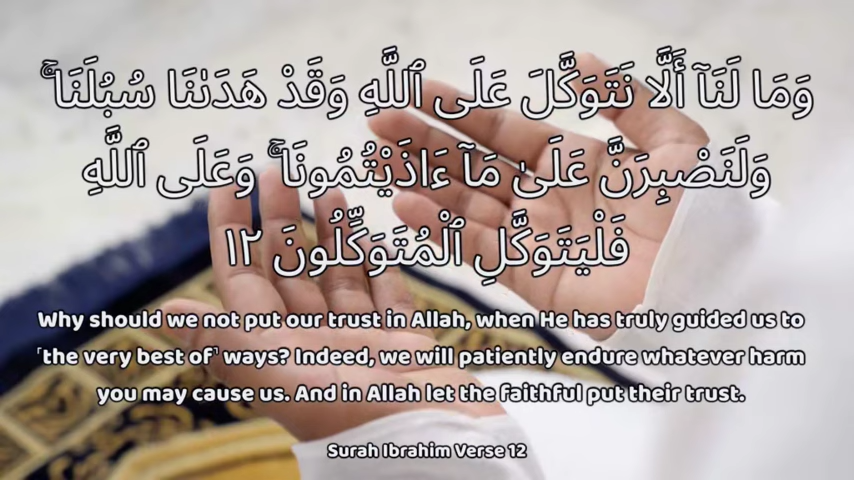 وَمَا لَنَآ أَلَّا نَتَوَكَّلَ عَلَى ٱللَّهِ وَقَدْ هَدَىٰنَا سُبُلَنَا ۚ
وَلَنَصْبِرَنَّ عَلَىٰ مَآ ءَاذَيْتُمُونَا ۚ وَعَلَى ٱللَّهِ
فَلْيَتَوَكَّلِ ٱلْمُتَوَكِّلُونَ ١٢
Why should we not put our trust in Allah, when He has truly guided us to
˹the very best of˺ ways? Indeed, we will patiently endure whatever harm
you may cause us. And in Allah let the faithful put their trust.
Surah Ibrahim Verse 12